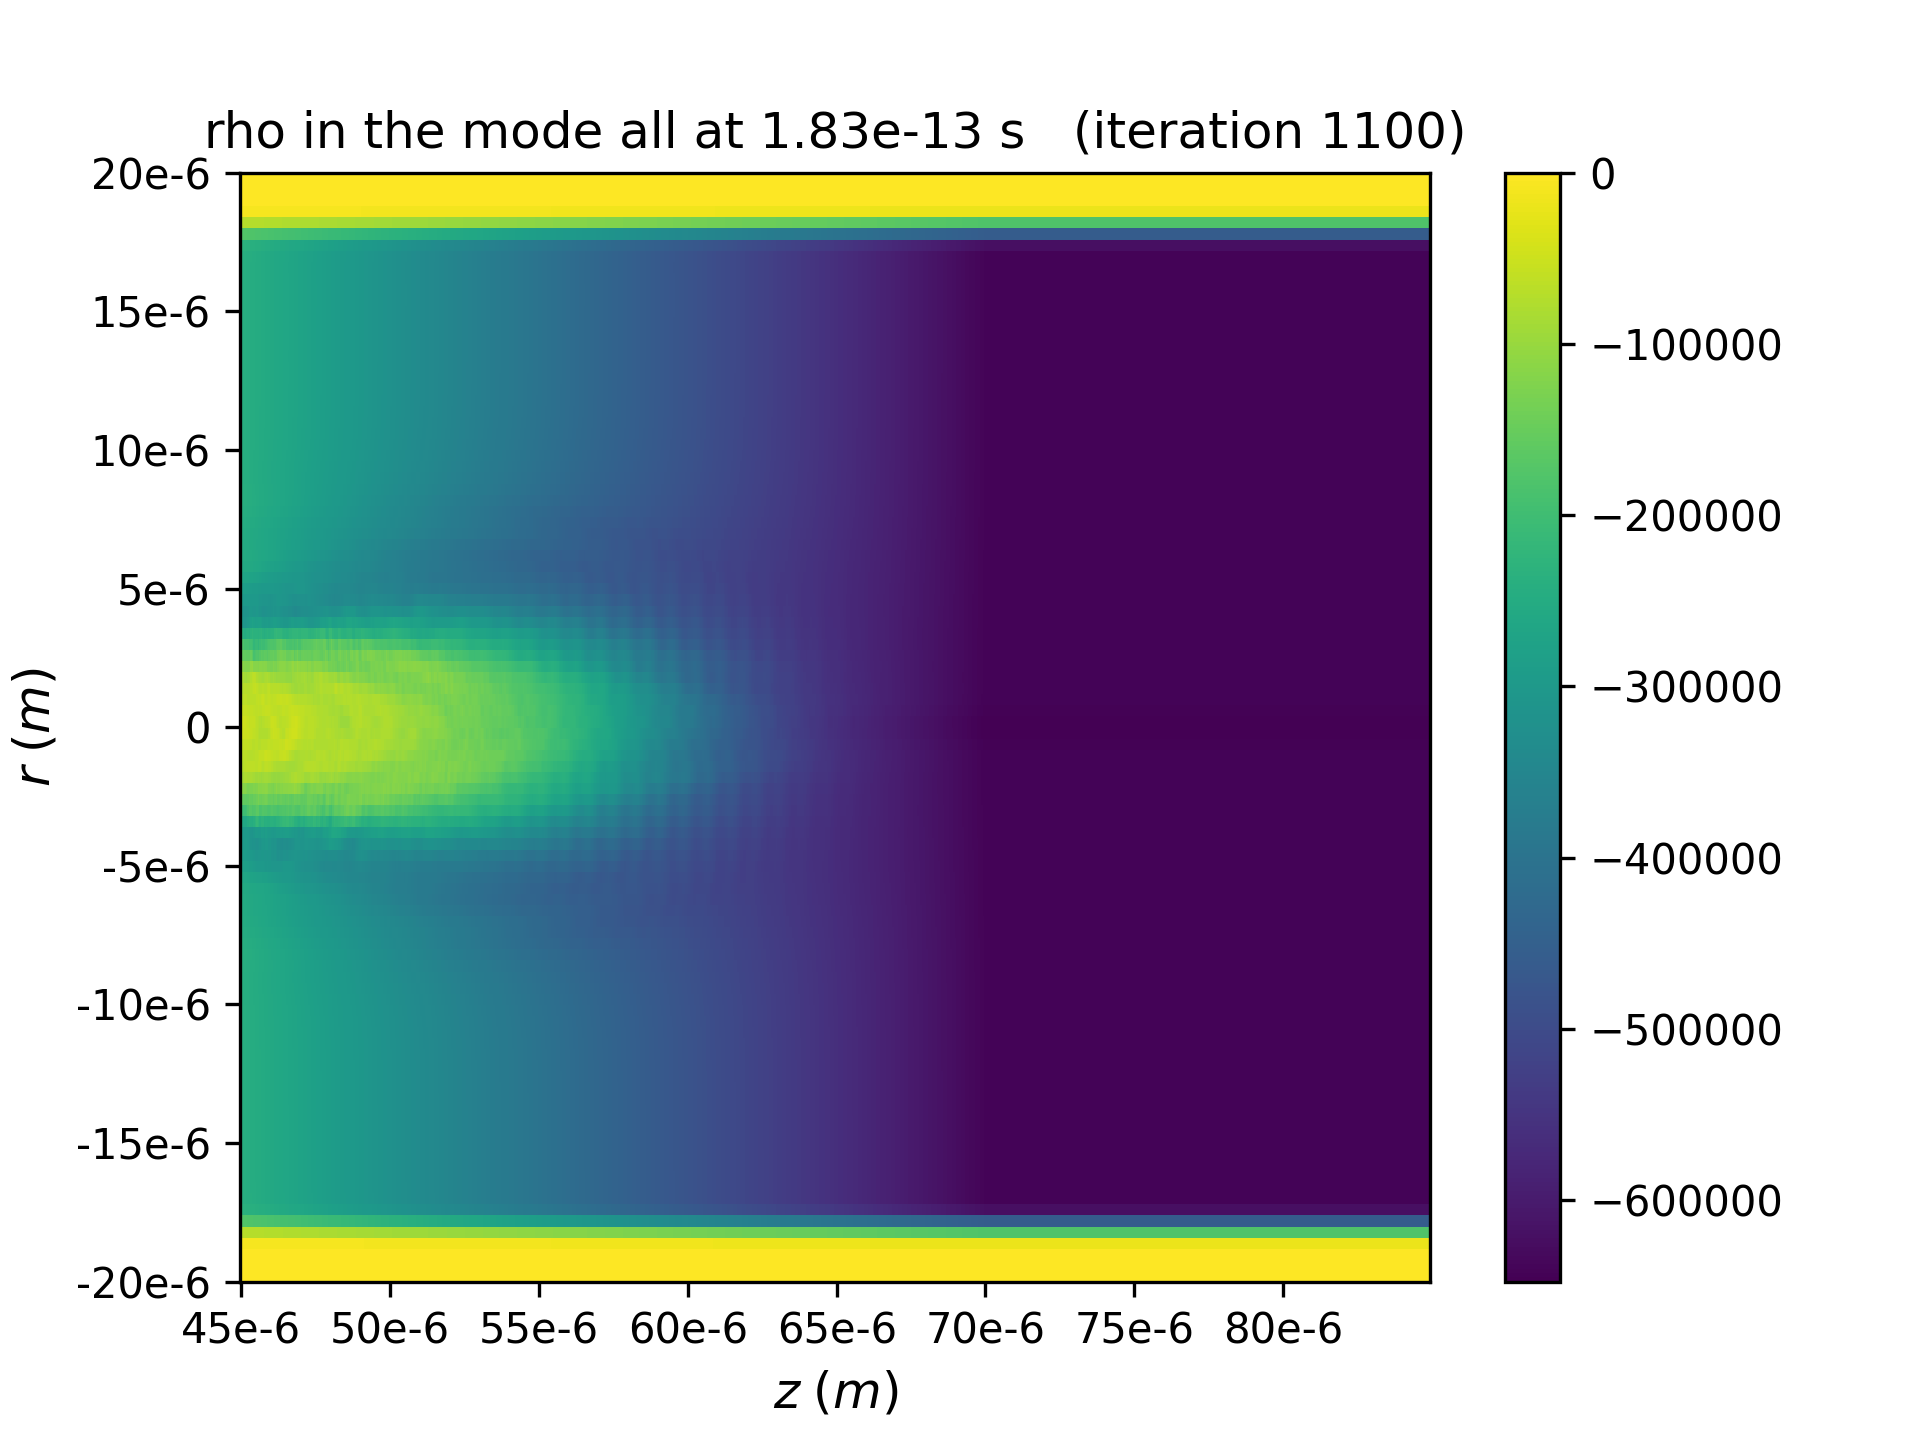 rho in the mode all at 1.83e-13 s   (iteration 1100)
20e-6
15e-6
10e-6
5e-6
0
-5e-6
-10e-6
-15e-6
-20e-6
r (m)
45e-6 50e-6 55e-6 60e-6 65e-6 70e-6 75e-6 80e-6
z (m)
0
−100000
−200000
−300000
−400000
−500000
−600000